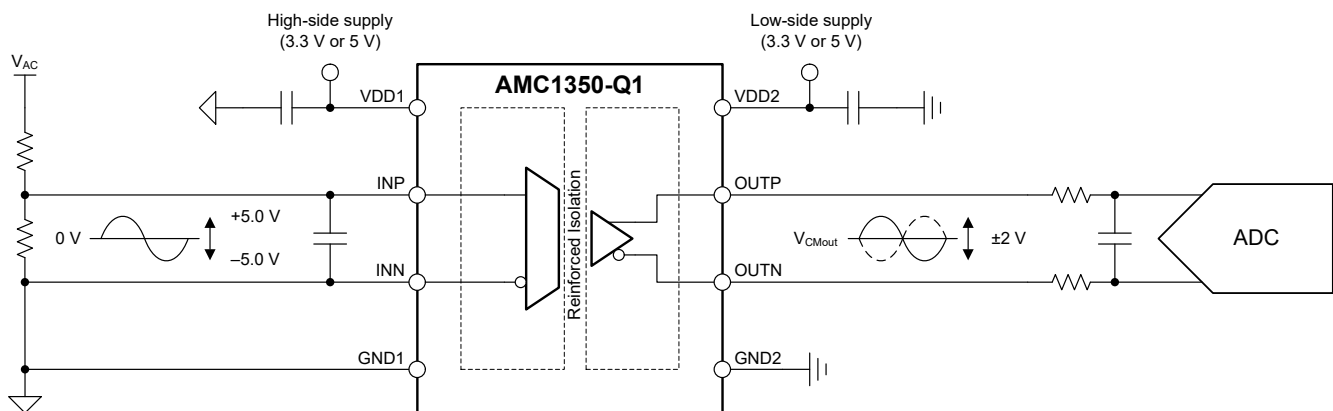 High-side supply
(3.3 V or 5 V)
Low-side supply
(3.3 V or 5 V)
VAC
AMC1350-Q1
VDD1
VDD2
INP
OUTP
0 V
+5.0 V
–5.0 V
Reinforced Isolation
VCMout
±2 V
ADC
INN
OUTN
GND1
GND2